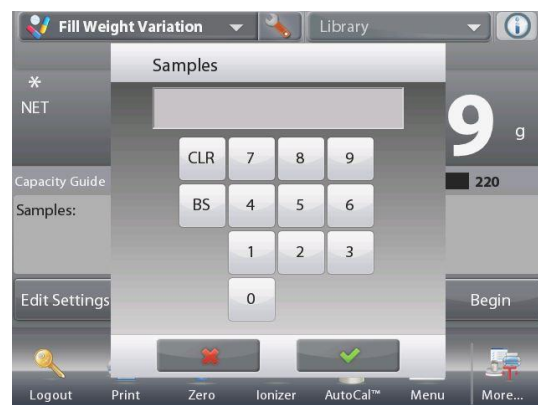 Fill Weight Variation
Library
Samples
*
NET
9 g
CLR 7 8 9
Capacity Guide
220
Samples:
BS 4 5 6
1 2 3
Edit Settings
0
Begin
Logout Print Zero Ionizer AutoCal™ Menu More...